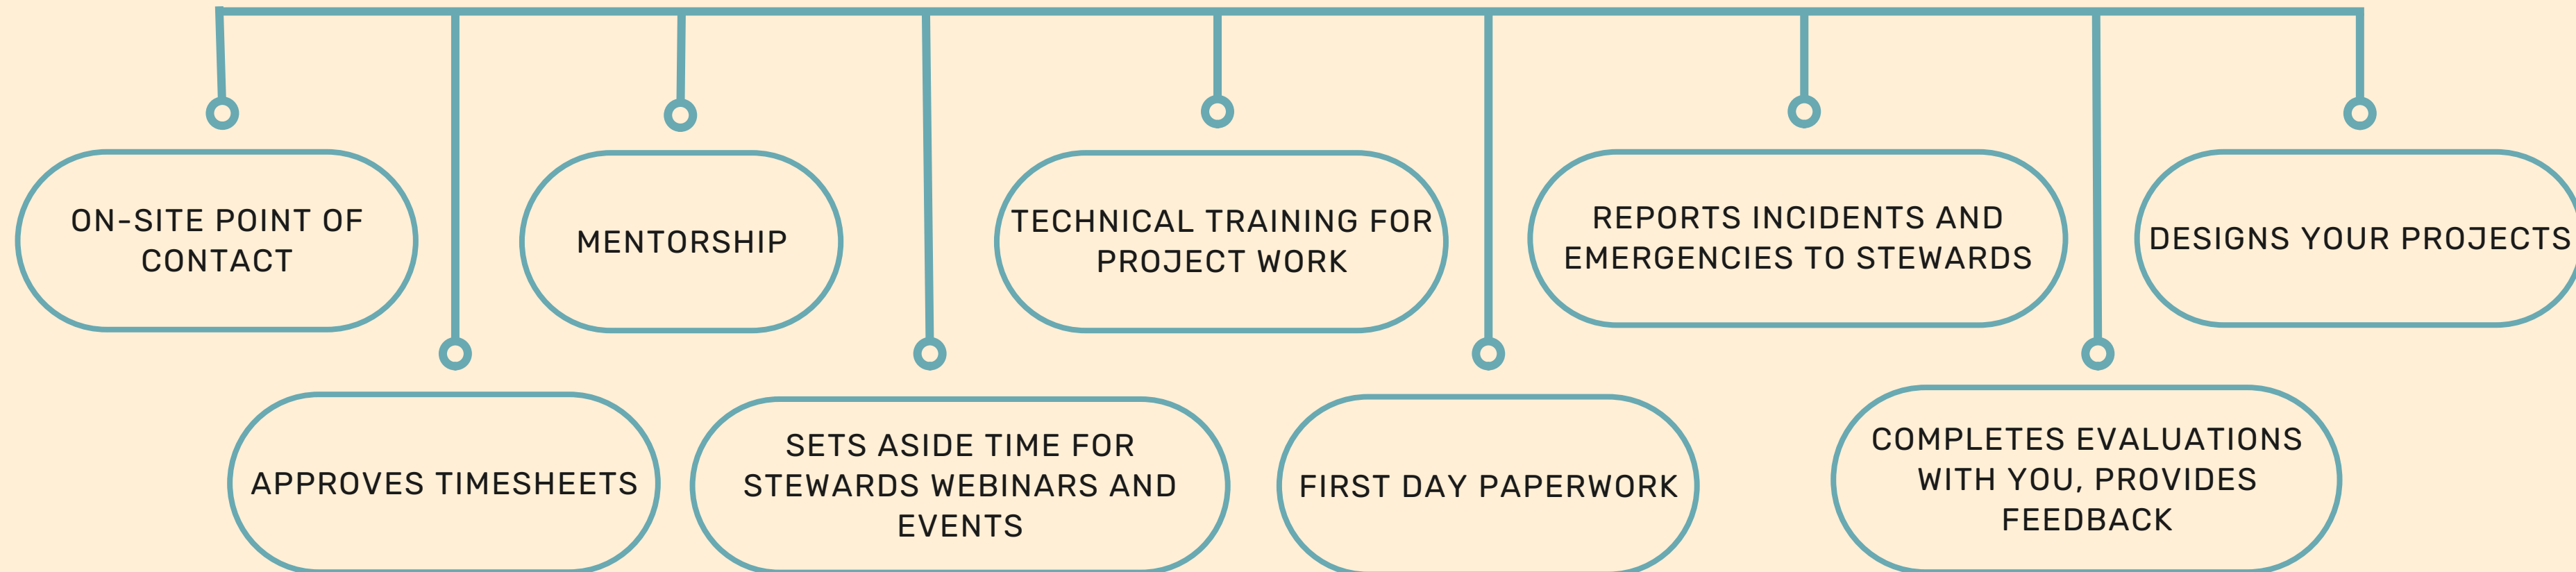 ON-SITE POINT OF
CONTACT
MENTORSHIP
TECHNICAL TRAINING FOR
PROJECT WORK
REPORTS INCIDENTS AND
EMERGENCIES TO STEWARDS
DESIGNS YOUR PROJECTS
APPROVES TIMESHEETS
SETS ASIDE TIME FOR
STEWARDS WEBINARS AND
EVENTS
FIRST DAY PAPERWORK
COMPLETES EVALUATIONS
WITH YOU, PROVIDES
FEEDBACK